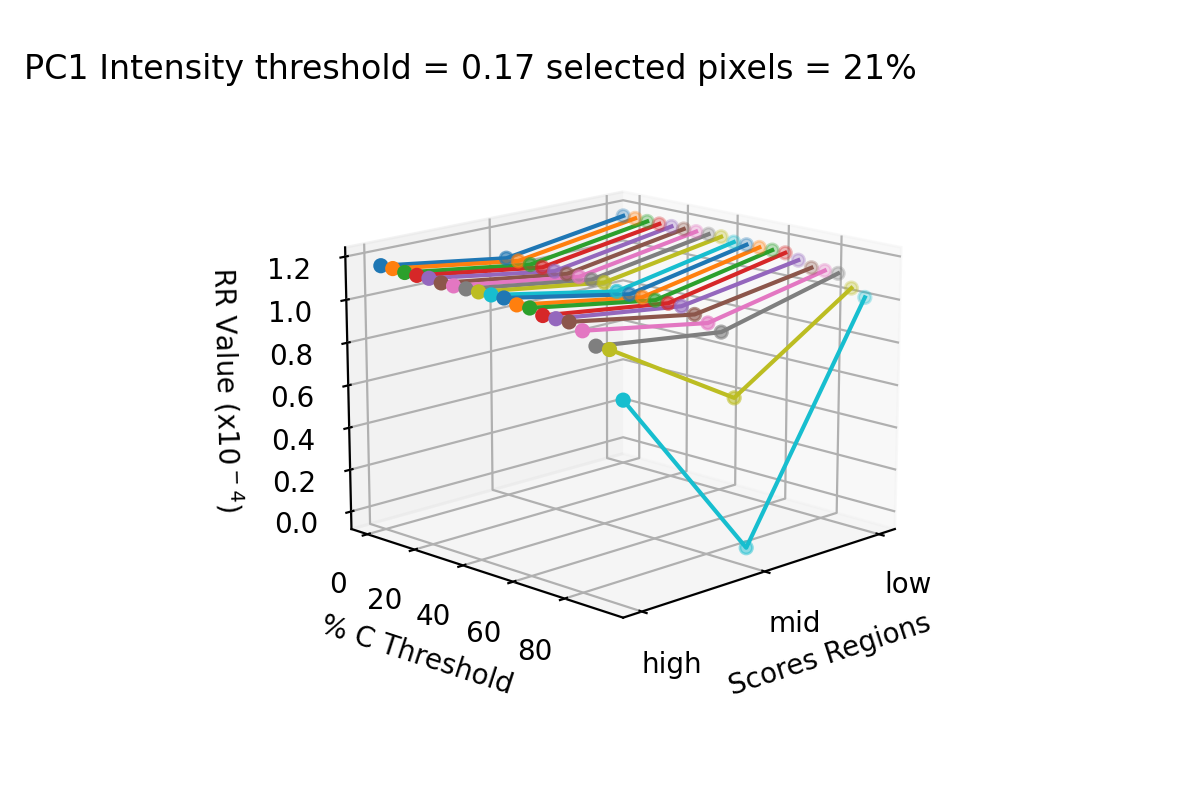 PC1 Intensity threshold = 0.17 selected pixels = 21%
RR Value (x10⁻⁴)
1.2
1.0
0.8
0.6
0.4
0.2
0.0
0
20
40
60
80
% C Threshold
high
mid
low
Scores Regions